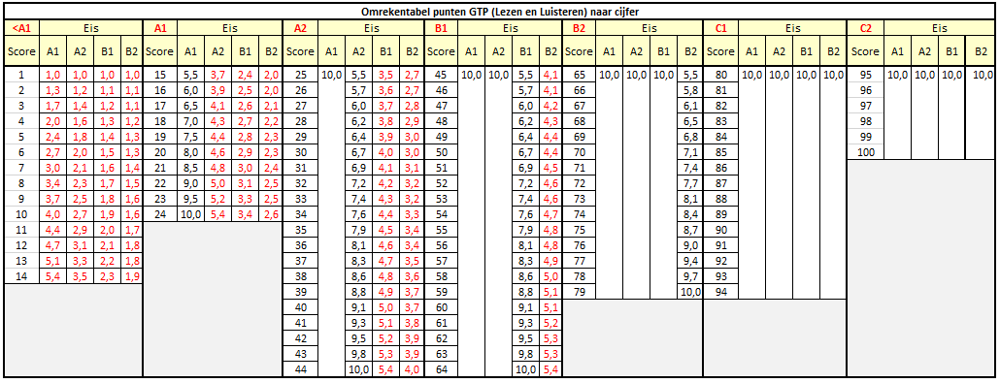 Omrekentabel punten GTP (Lezen en Luisteren) naar cijfer
<A1 Eis A1 Eis A2 Eis B1 Eis B2 Eis C1 Eis C2 Eis
Score A1 A2 B1 B2 Score A1 A2 B1 B2 Score A1 A2 B1 B2 Score A1 A2 B1 B2 Score A1 A2 B1 B2 Score A1 A2 B1 B2 Score A1 A2 B1 B2
1 1,0 1,0 1,0 1,0 15 5,5 3,7 2,4 2,0 25 10,0 5,5 3,5 2,7 45 10,0 10,0 5,5 4,1 65 10,0 10,0 10,0 5,5 80 10,0 10,0 10,0 10,0 95 10,0 10,0 10,0 10,0
2 1,3 1,2 1,1 1,1 16 6,0 3,9 2,5 2,0 26 5,7 3,6 2,7 46 5,7 4,1 66 5,8 81 96
3 1,7 1,4 1,2 1,1 17 6,5 4,1 2,6 2,1 27 6,0 3,7 2,8 47 6,0 4,2 67 6,1 82 97
4 2,0 1,6 1,3 1,2 18 7,0 4,3 2,7 2,2 28 6,2 3,8 2,9 48 6,2 4,3 68 6,5 83 98
5 2,4 1,8 1,4 1,3 19 7,5 4,4 2,8 2,3 29 6,4 3,9 3,0 49 6,4 4,4 69 6,8 84 99
6 2,7 2,0 1,5 1,3 20 8,0 4,6 2,9 2,3 30 6,7 4,0 3,0 50 6,7 4,4 70 7,1 85 100
7 3,0 2,1 1,6 1,4 21 8,5 4,8 3,0 2,4 31 6,9 4,1 3,1 51 6,9 4,5 71 7,4 86
8 3,4 2,3 1,7 1,5 22 9,0 5,0 3,1 2,5 32 7,2 4,2 3,2 52 7,2 4,6 72 7,7 87
9 3,7 2,5 1,8 1,6 23 9,5 5,2 3,3 2,5 33 7,4 4,3 3,2 53 7,4 4,6 73 8,1 88
10 4,0 2,7 1,9 1,6 24 10,0 5,4 3,4 2,6 34 7,6 4,4 3,3 54 7,6 4,7 74 8,4 89
11 4,4 2,9 2,0 1,7 35 7,9 4,5 3,4 55 7,9 4,8 75 8,7 90
12 4,7 3,1 2,1 1,8 36 8,1 4,6 3,4 56 8,1 4,8 76 9,0 91
13 5,1 3,3 2,2 1,8 37 8,3 4,7 3,5 57 8,3 4,9 77 9,4 92
14 5,4 3,5 2,3 1,9 38 8,6 4,8 3,6 58 8,6 5,0 78 9,7 93
39 8,8 4,9 3,7 59 8,8 5,1 79 10,0 94
40 9,1 5,0 3,7 60 9,1 5,1
41 9,3 5,1 3,8 61 9,3 5,2
42 9,5 5,2 3,9 62 9,5 5,3
43 9,8 5,3 3,9 63 9,8 5,3
44 10,0 5,4 4,0 64 10,0 5,4